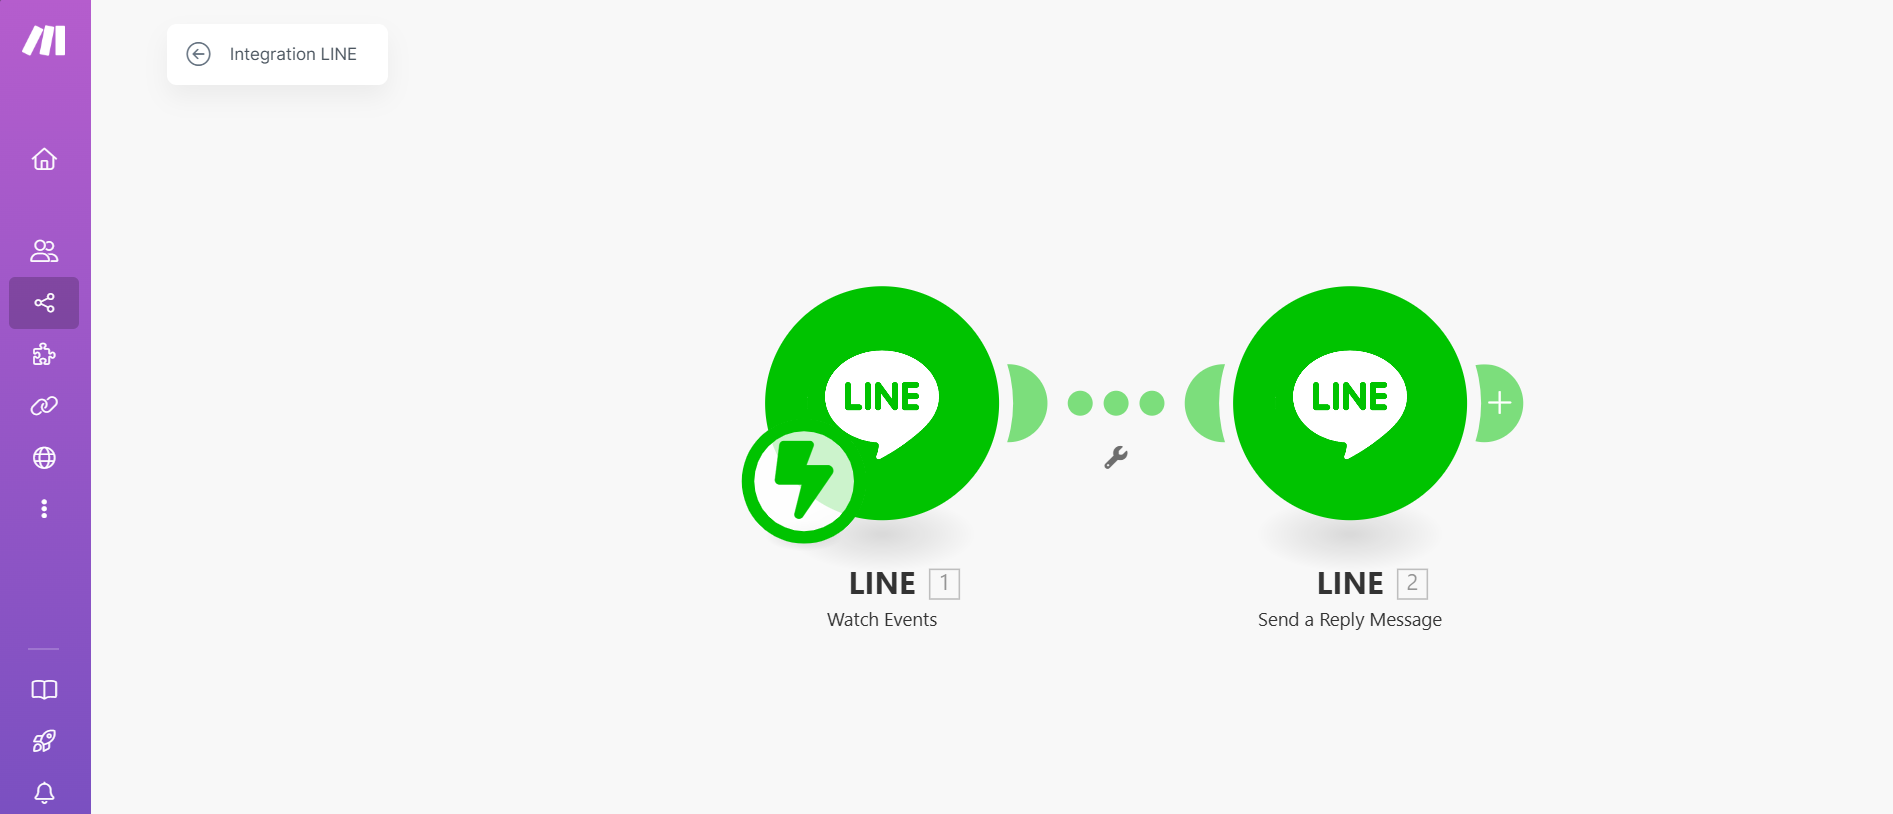 Integration LINE
LINE
LINE
LINE 1
Watch Events
LINE 2
Send a Reply Message